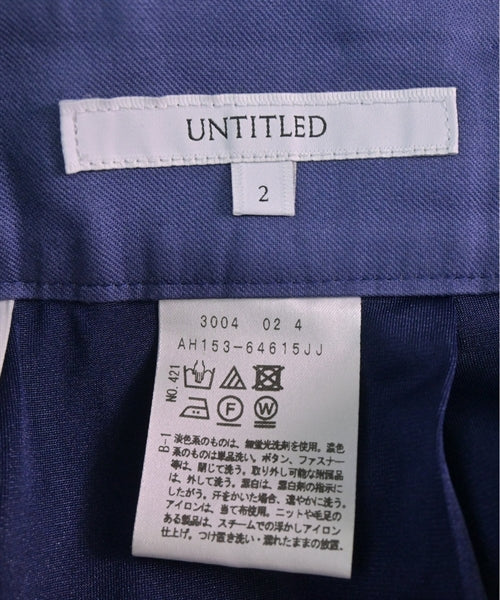 UNTITLED
2
3004 02 4
AH153-64615JJ
NO.421
B-1
淡色系のものは、無蛍光洗剤を使用。濃色
系のものは単品洗い。ボタン、ファスナー
等は、閉じて洗う。取り外し可能な附属品
は、外して洗う。漂白は、漂白剤の指示に
したがう。汗をかいた場合、速やかに洗う。
アイロンは、当て布使用。ニットや毛足の
ある製品は、スチームでの浮かしアイロン
仕上げ。つけ置き洗い・濡れたままの放置、